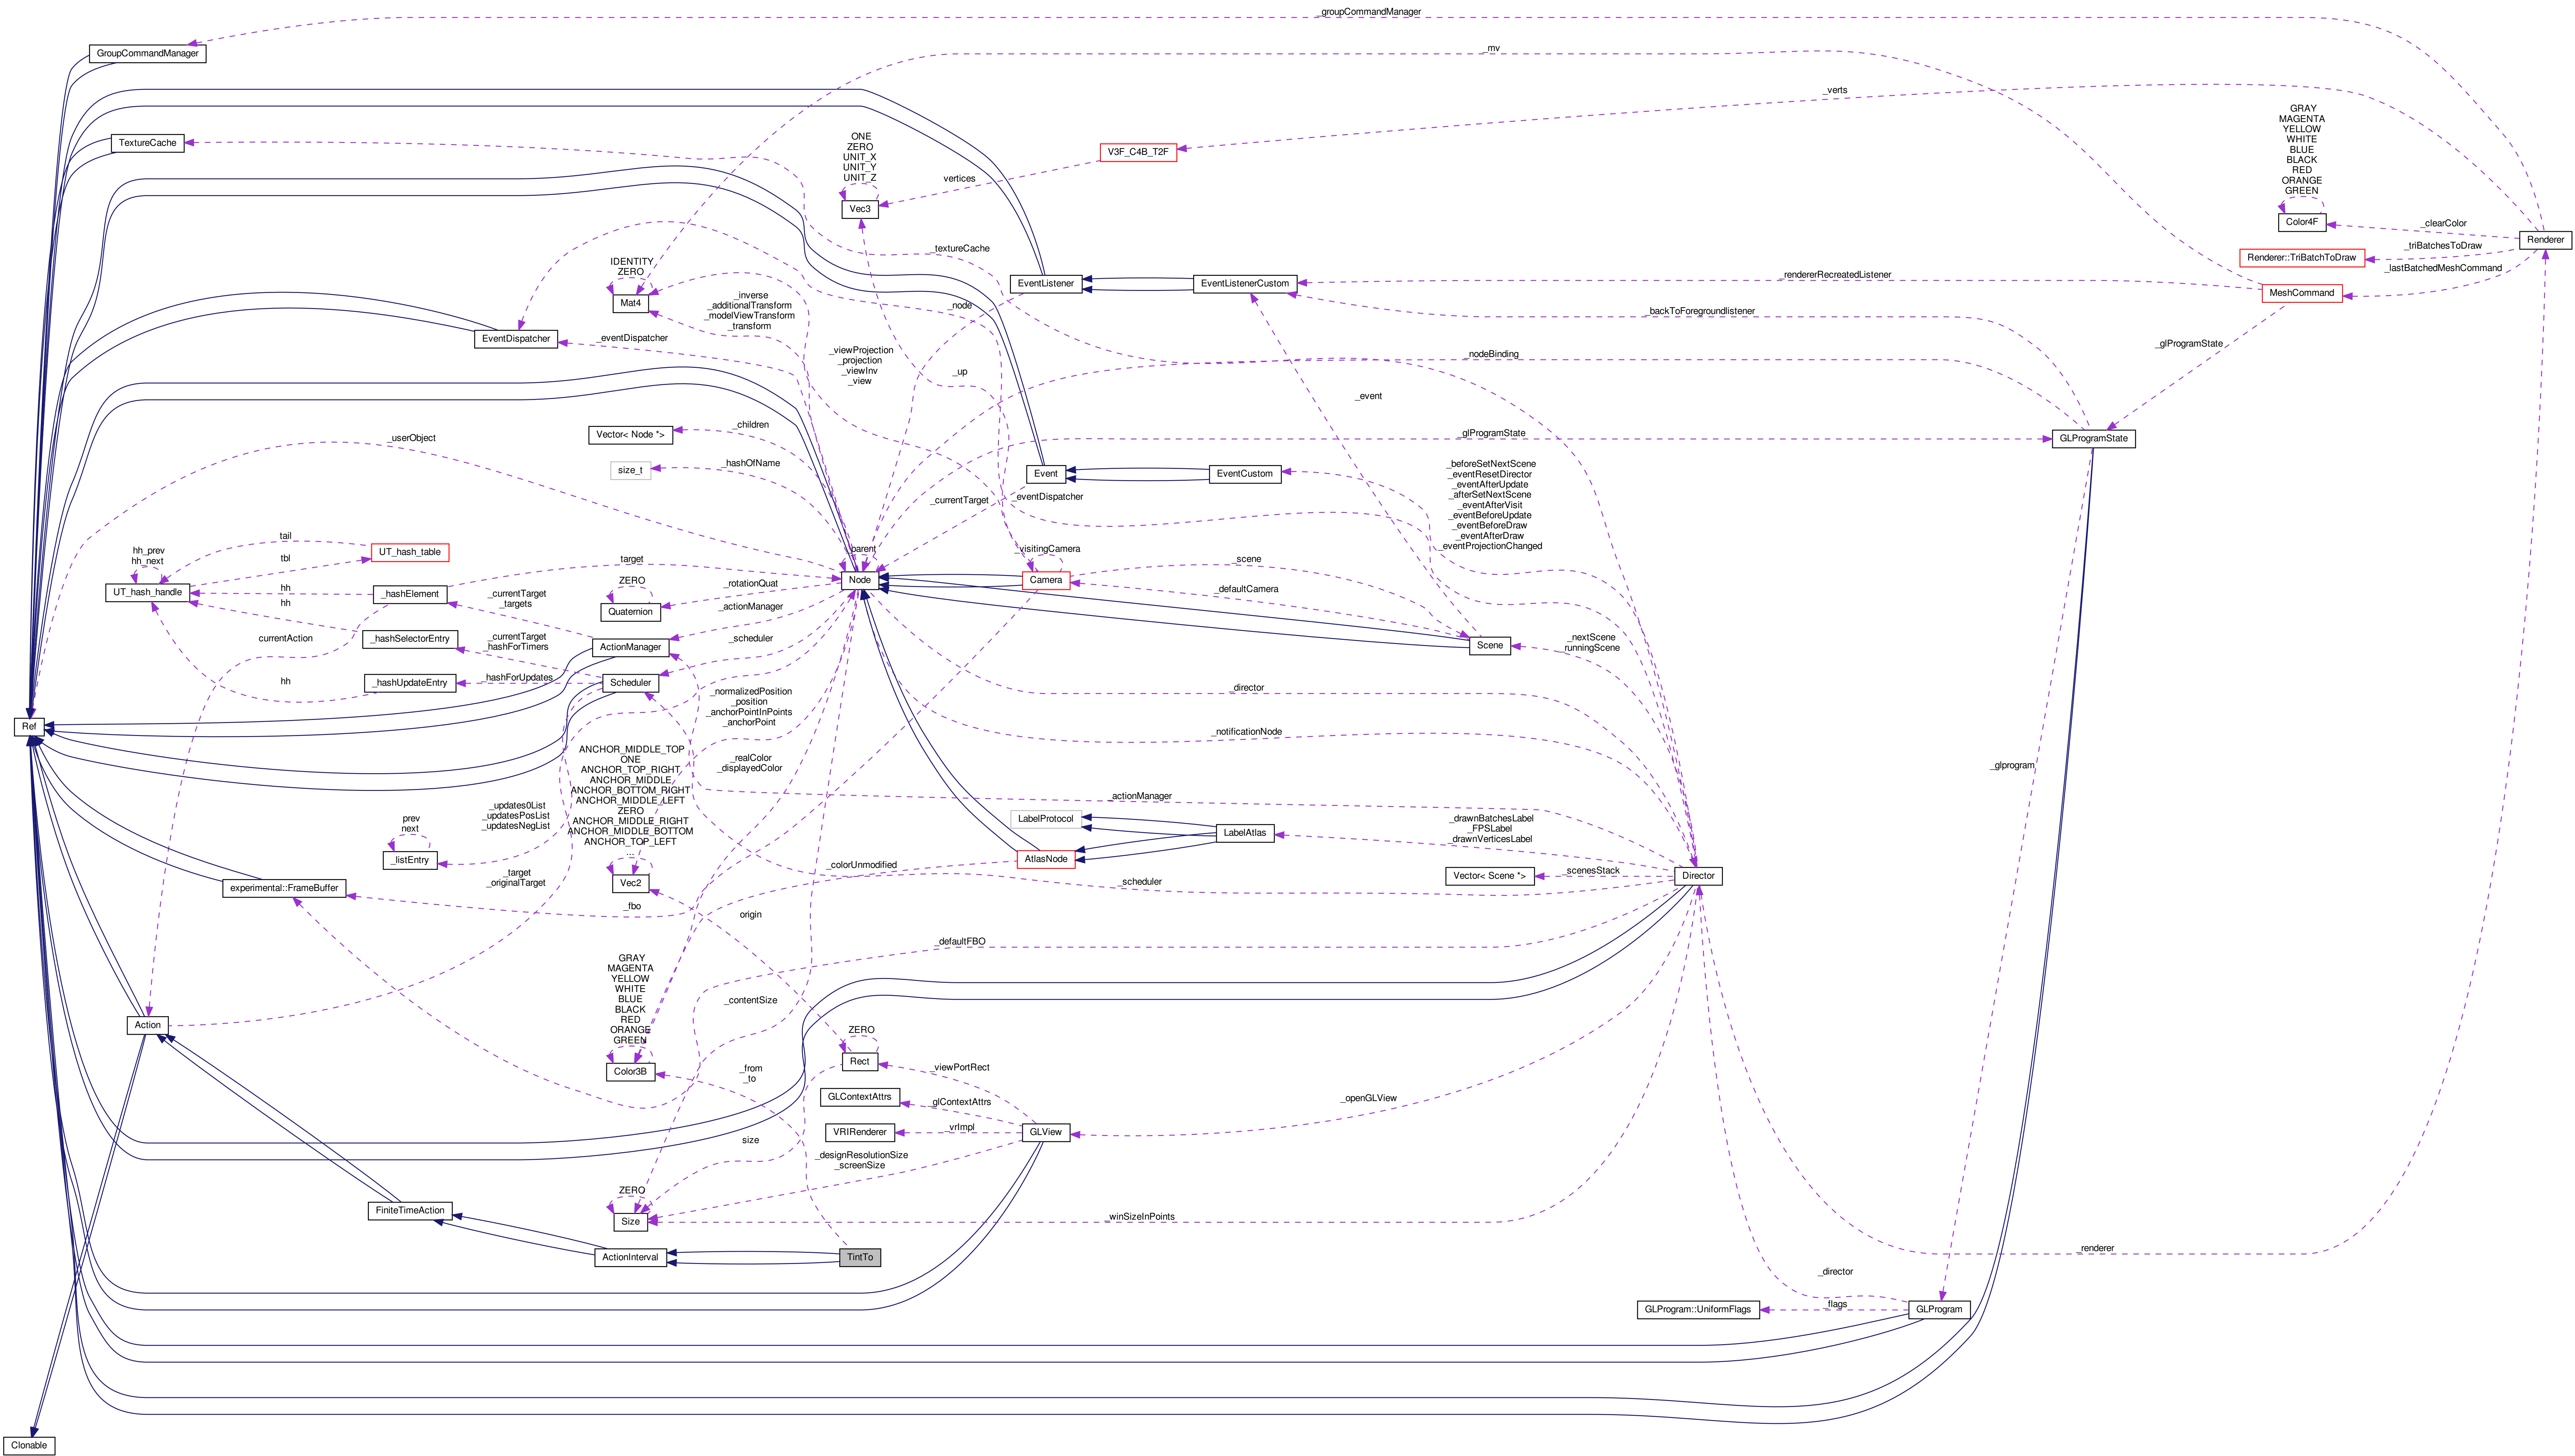 _groupCommandManager
GroupCommandManager
_mv
_verts
GRAY
MAGENTA
YELLOW
WHITE
BLUE
BLACK
RED
ORANGE
GREEN
Color4F
ONE
ZERO
UNIT_X
UNIT_Y
UNIT_Z
Vec3
TextureCache
V3F_C4B_T2F
vertices
_clearColor
Renderer
_triBatchesToDraw
Renderer::TriBatchToDraw
_lastBatchedMeshCommand
MeshCommand
_textureCache
IDENTITY
ZERO
Mat4
_inverse
_additionalTransform
_modelViewTransform
_transform
_node
EventListener
EventListenerCustom
_rendererRecreatedListener
_backToForegroundlistener
EventDispatcher
_eventDispatcher
_viewProjection
_projection
_viewInv
_view
_up
_nodeBinding
_glProgramState
_event
_children
Vector< Node *>
_userObject
_glProgramState
GLProgramState
size_t
_hashOfName
Event
EventCustom
_currentTarget
_eventDispatcher
_beforeSetNextScene
_eventResetDirector
_eventAfterUpdate
_afterSetNextScene
_eventAfterVisit
_eventBeforeUpdate
_eventBeforeDraw
_eventAfterDraw
_eventProjectionChanged
tail
UT_hash_table
hh_prev
hh_next
tbl
UT_hash_handle
hh
_hashElement
target
_parent
Node
_visitingCamera
Camera
_scene
_defaultCamera
Scene
ZERO
Quaternion
_rotationQuat
_currentTarget
_targets
_actionManager
hh
currentAction
_hashSelectorEntry
_currentTarget
_hashForTimers
ActionManager
_scheduler
_nextScene
_runningScene
hh
_hashUpdateEntry
_hashForUpdates
Scheduler
_director
_normalizedPosition
_position
_anchorPointInPoints
_anchorPoint
Ref
_notificationNode
ANCHOR_MIDDLE_TOP
ONE
ANCHOR_TOP_RIGHT
ANCHOR_MIDDLE
ANCHOR_BOTTOM_RIGHT
ANCHOR_MIDDLE_LEFT
ZERO
ANCHOR_MIDDLE_RIGHT
ANCHOR_MIDDLE_BOTTOM
ANCHOR_TOP_LEFT
...
Vec2
_realColor
_displayedColor
_glprogram
_actionManager
_updates0List
_updatesPosList
_updatesNegList
prev
next
_listEntry
LabelProtocol
LabelAtlas
_drawnBatchesLabel
_FPSLabel
_drawnVerticesLabel
AtlasNode
_colorUnmodified
_scheduler
Vector< Scene *>
_scenesStack
Director
_target
_originalTarget
experimental::FrameBuffer
_fbo
origin
_defaultFBO
GRAY
MAGENTA
YELLOW
WHITE
BLUE
BLACK
RED
ORANGE
GREEN
Color3B
_contentSize
Action
ZERO
Rect
_from
_to
_viewPortRect
GLContextAttrs
_glContextAttrs
_openGLView
VRIRenderer
_vrImpl
GLView
size
_designResolutionSize
_screenSize
ZERO
Size
FiniteTimeAction
_winSizeInPoints
ActionInterval
TintTo
_renderer
_director
GLProgram::UniformFlags
_flags
GLProgram
Clonable